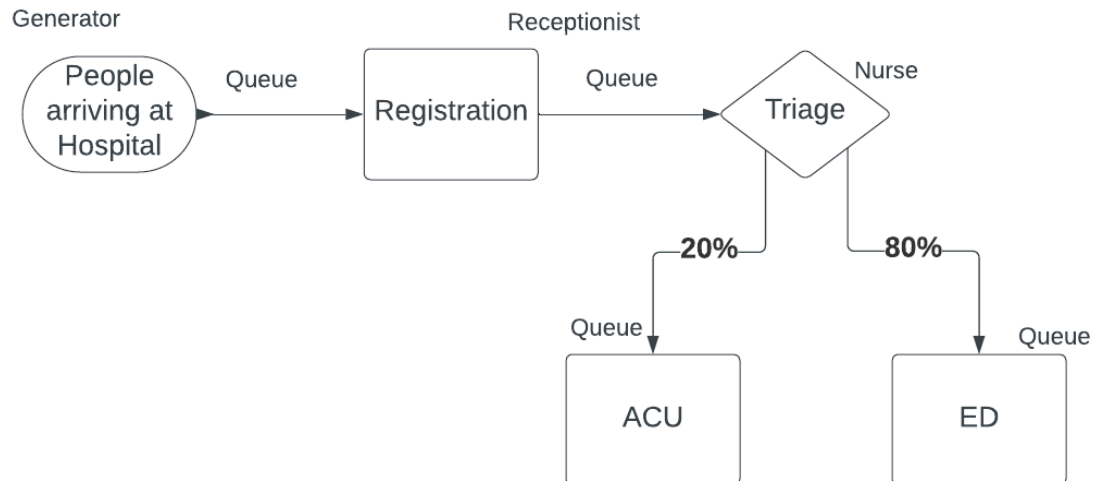 Generator
Receptionist
People
arriving at
Hospital
Queue
Registration
Queue
Triage
Nurse
20%
80%
Queue
Queue
ACU
ED